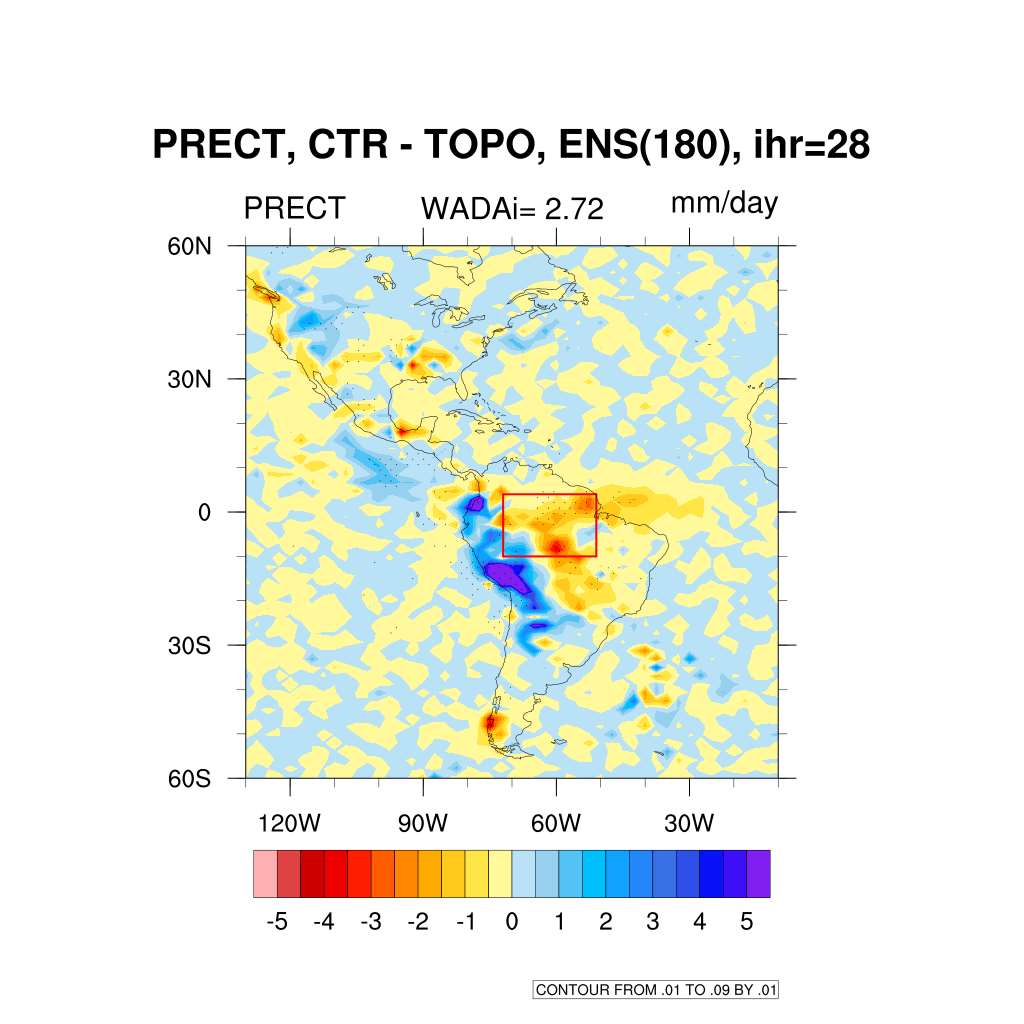 PRECT, CTR - TOPO, ENS(180), ihr=28
PRECT WADAi= 2.72 mm/day
60N
30N
0
30S
60S
120W 90W 60W 30W
-5 -4 -3 -2 -1 0 1 2 3 4 5
CONTOUR FROM .01 TO .09 BY .01